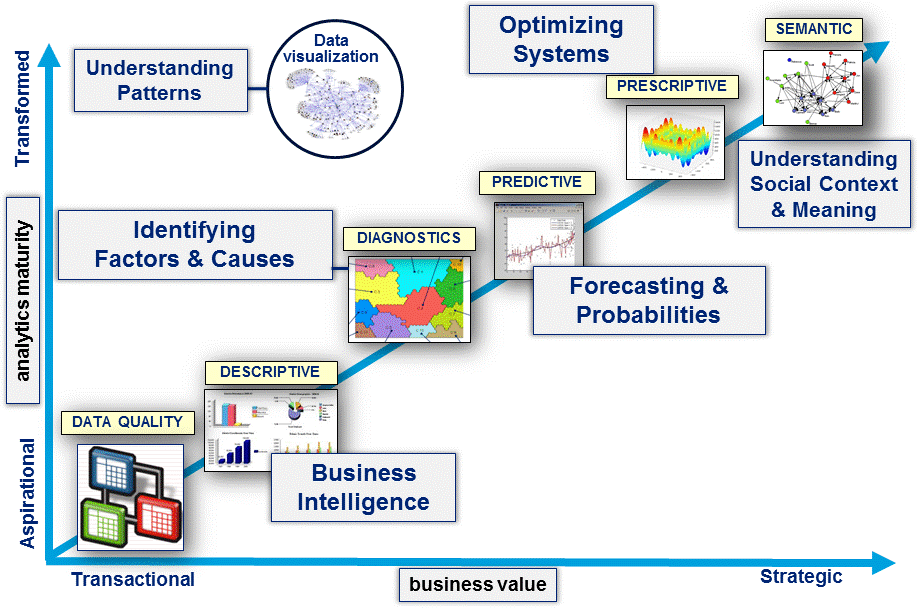 Optimizing
Systems
SEMANTIC
Data
visualization
Understanding
Patterns
Transformed
PRESCRIPTIVE
Understanding
Social Context
& Meaning
PREDICTIVE
Identifying
Factors & Causes
DIAGNOSTICS
Forecasting &
Probabilities
analytics maturity
DESCRIPTIVE
DATA QUALITY
Business
Intelligence
Aspirational
Transactional
business value
Strategic